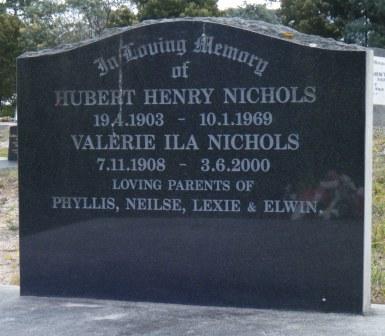 In Loving Memory
of
HUBERT HENRY NICHOLS
19.4.1903 - 10.1.1969
VALERIE ILA NICHOLS
7.11.1908 - 3.6.2000
LOVING PARENTS OF
PHYLLIS, NEILSE, LEXIE & ELWIN.